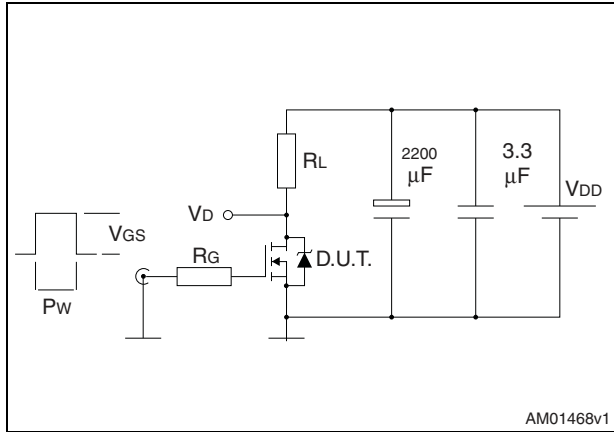 RL
2200
μF
3.3
μF
VDD
VD
VGS
RG
D.U.T.
PW
AM01468v1